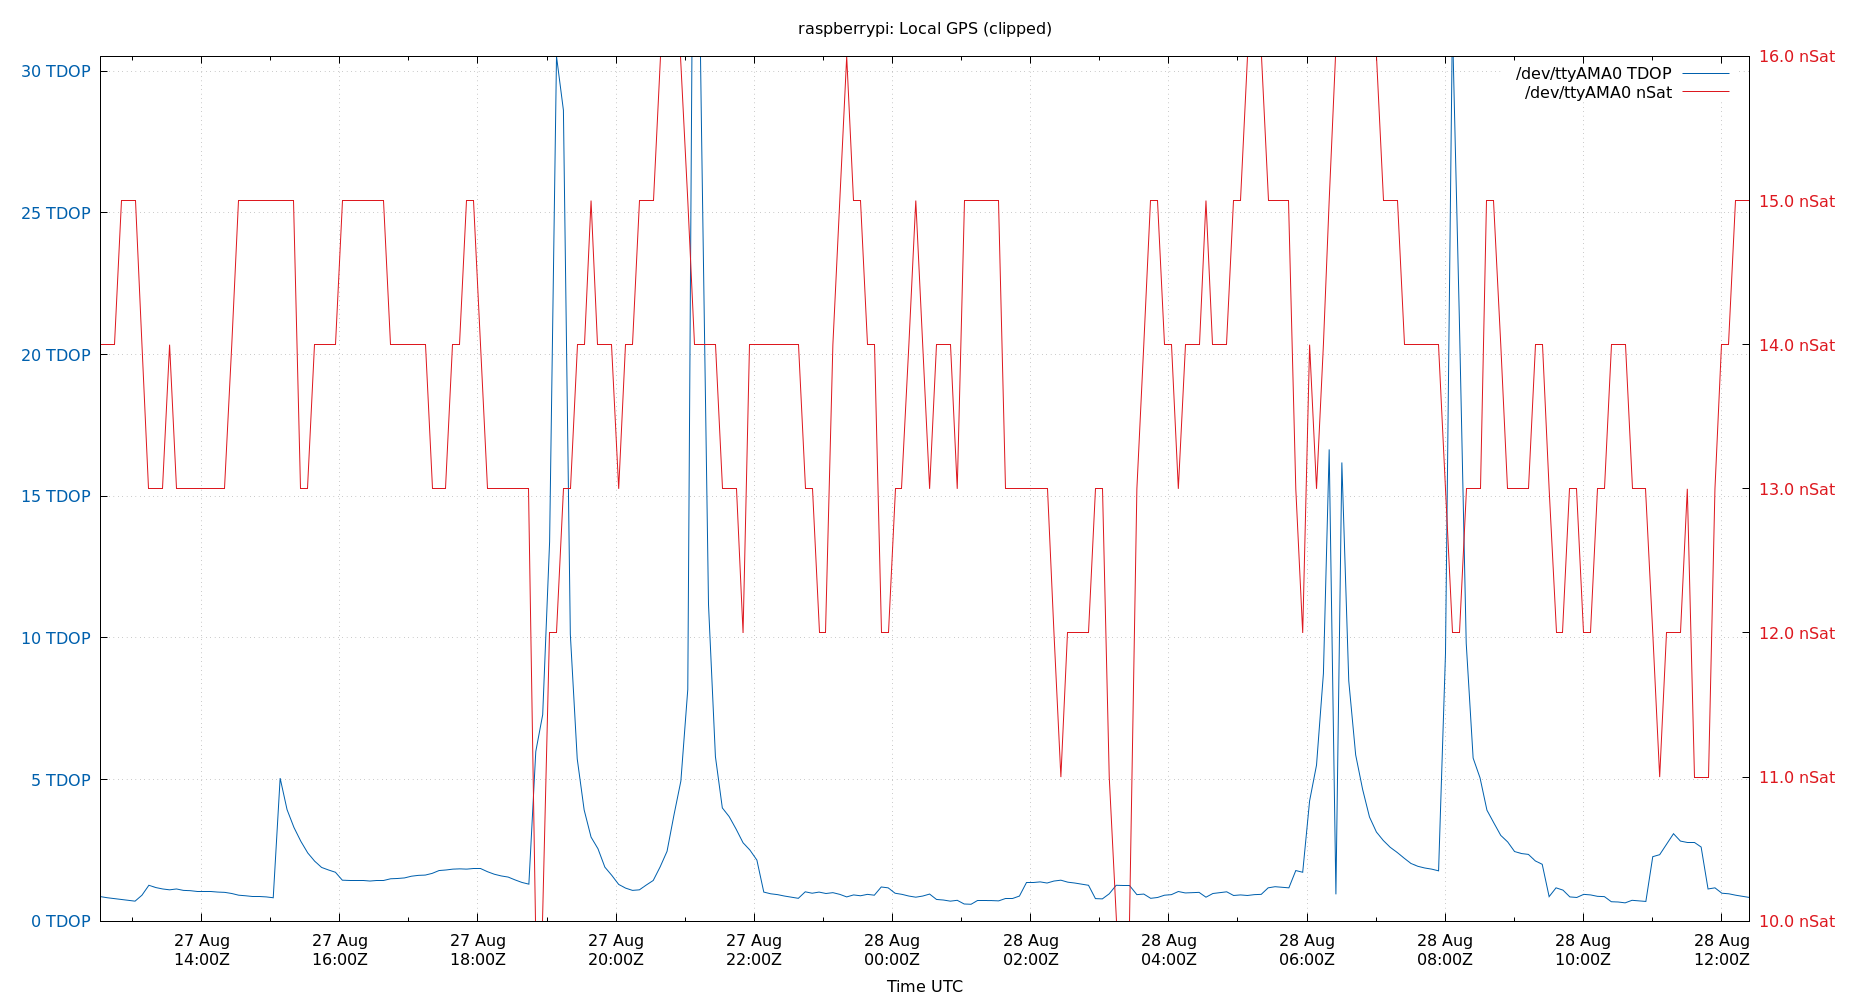 raspberrypi: Local GPS (clipped)
30 TDOP
25 TDOP
20 TDOP
15 TDOP
10 TDOP
5 TDOP
0 TDOP
16.0 nSat
15.0 nSat
14.0 nSat
13.0 nSat
12.0 nSat
11.0 nSat
10.0 nSat
/dev/ttyAMA0 TDOP
/dev/ttyAMA0 nSat
27 Aug
14:00Z
27 Aug
16:00Z
27 Aug
18:00Z
27 Aug
20:00Z
27 Aug
22:00Z
28 Aug
00:00Z
28 Aug
02:00Z
28 Aug
04:00Z
28 Aug
06:00Z
28 Aug
08:00Z
28 Aug
10:00Z
28 Aug
12:00Z
Time UTC